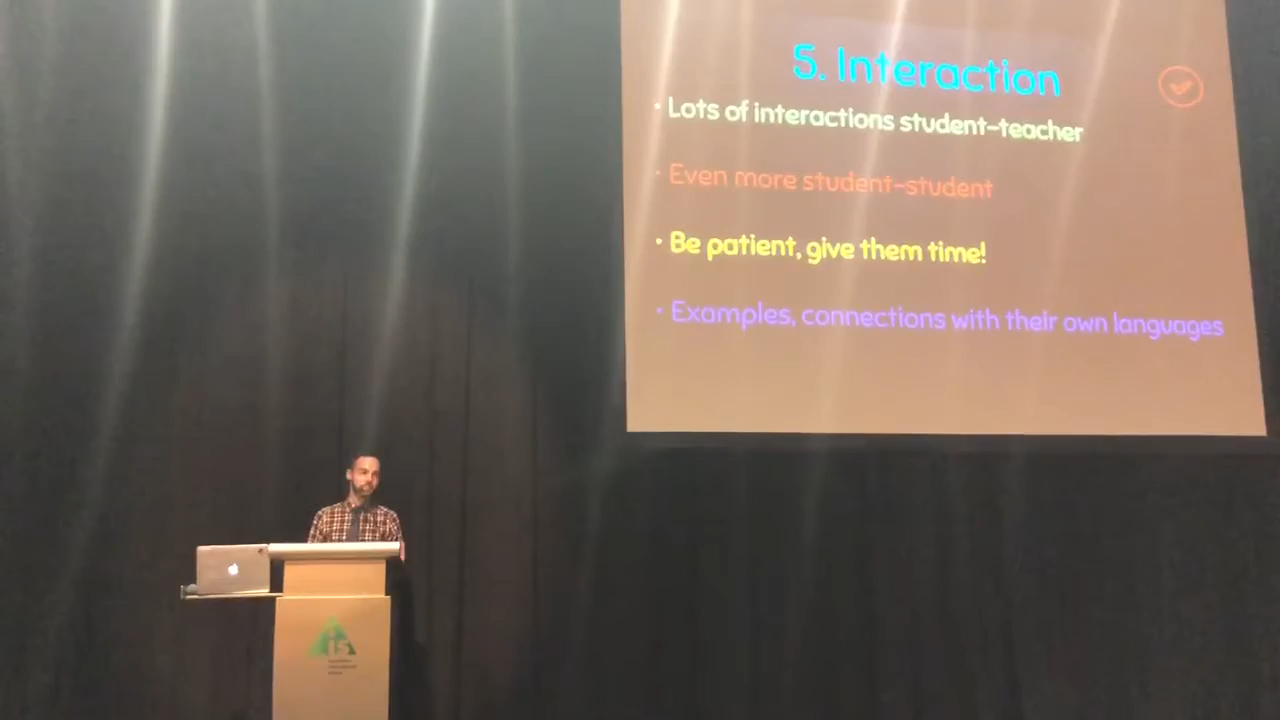 5. Interaction
• Lots of interactions student-teacher
• Even more student-student
• Be patient, give them time!
• Examples, connections with their own languages
is